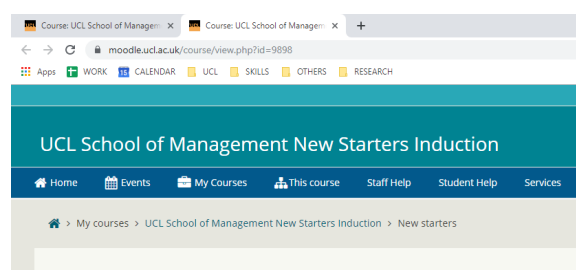 Course: UCL School of Managem
Course: UCL School of Managem
moodle.ucl.ac.uk/course/view.php?id=9898
Apps WORK 15 CALENDAR UCL SKILLS OTHERS RESEARCH
UCL School of Management New Starters Induction
Home Events My Courses This course Staff Help Student Help Services
> My courses > UCL School of Management New Starters Induction > New starters